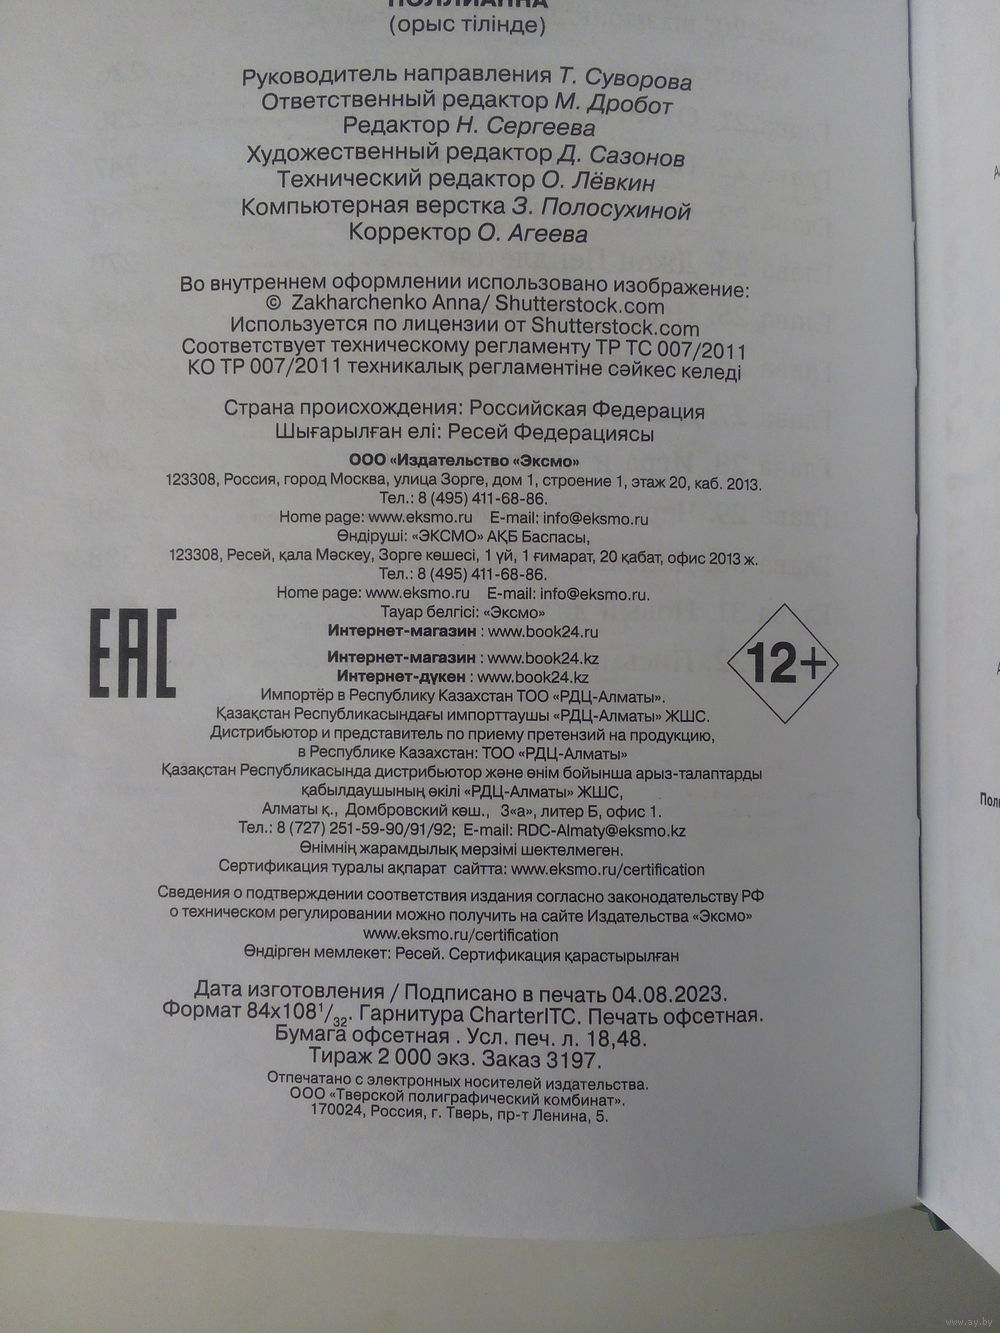 ПОЛЛИАННА
(орыс тілінде)
Руководитель направления Т. Суворова
Ответственный редактор М. Дробот
Редактор Н. Сергеева
Художественный редактор Д. Сазонов
Технический редактор О. Лёвкин
Компьютерная верстка З. Полосухиной
Корректор О. Агеева
Во внутреннем оформлении использовано изображение:
© Zakharchenko Anna/ Shutterstock.com
Используется по лицензии от Shutterstock.com
Соответствует техническому регламенту ТР ТС 007/2011
КО ТР 007/2011 техникалық регламентіне сәйкес келеді
Страна происхождения: Российская Федерация
Шығарылған елі: Ресей Федерациясы
ООО «Издательство «Эксмо»
123308, Россия, город Москва, улица Зорге, дом 1, строение 1, этаж 20, каб. 2013.
Тел.: 8 (495) 411-68-86.
Home page: www.eksmo.ru E-mail: info@eksmo.ru
Өндіруші: «ЭКСМО» АҚБ Баспасы,
123308, Ресей, қала Мәскеу, Зорге көшесі, 1 үй, 1 ғимарат, 20 қабат, офис 2013 ж.
Тел.: 8 (495) 411-68-86.
Home page: www.eksmo.ru E-mail: info@eksmo.ru.
Тауар белгісі: «Эксмо»
Интернет-магазин : www.book24.ru
EAC
12+
Интернет-магазин : www.book24.kz
Интернет-дүкен : www.book24.kz
Импортёр в Республику Казахстан ТОО «РДЦ-Алматы».
Қазақстан Республикасындағы импорттаушы «РДЦ-Алматы» ЖШС.
Дистрибьютор и представитель по приему претензий на продукцию,
в Республике Казахстан: ТОО «РДЦ-Алматы»
Қазақстан Республикасында дистрибьютор және өнім бойынша арыз-талаптарды
қабылдаушының өкілі «РДЦ-Алматы» ЖШС,
Алматы қ., Домбровский көш., 3«а», литер Б, офис 1.
Тел.: 8 (727) 251-59-90/91/92; E-mail: RDC-Almaty@eksmo.kz
Өнімнің жарамдылық мерзімі шектелмеген.
Сертификация туралы ақпарат сайтта: www.eksmo.ru/certification
Сведения о подтверждении соответствия издания согласно законодательству РФ
о техническом регулировании можно получить на сайте Издательства «Эксмо»
www.eksmo.ru/certification
Өндірген мемлекет: Ресей. Сертификация қарастырылған
Дата изготовления / Подписано в печать 04.08.2023.
Формат 84x108¹/₃₂. Гарнитура CharterITC. Печать офсетная.
Бумага офсетная . Усл. печ. л. 18,48.
Тираж 2 000 экз. Заказ 3197.
Отпечатано с электронных носителей издательства.
ООО «Тверской полиграфический комбинат».
170024, Россия, г. Тверь, пр-т Ленина, 5.
www.ay.by